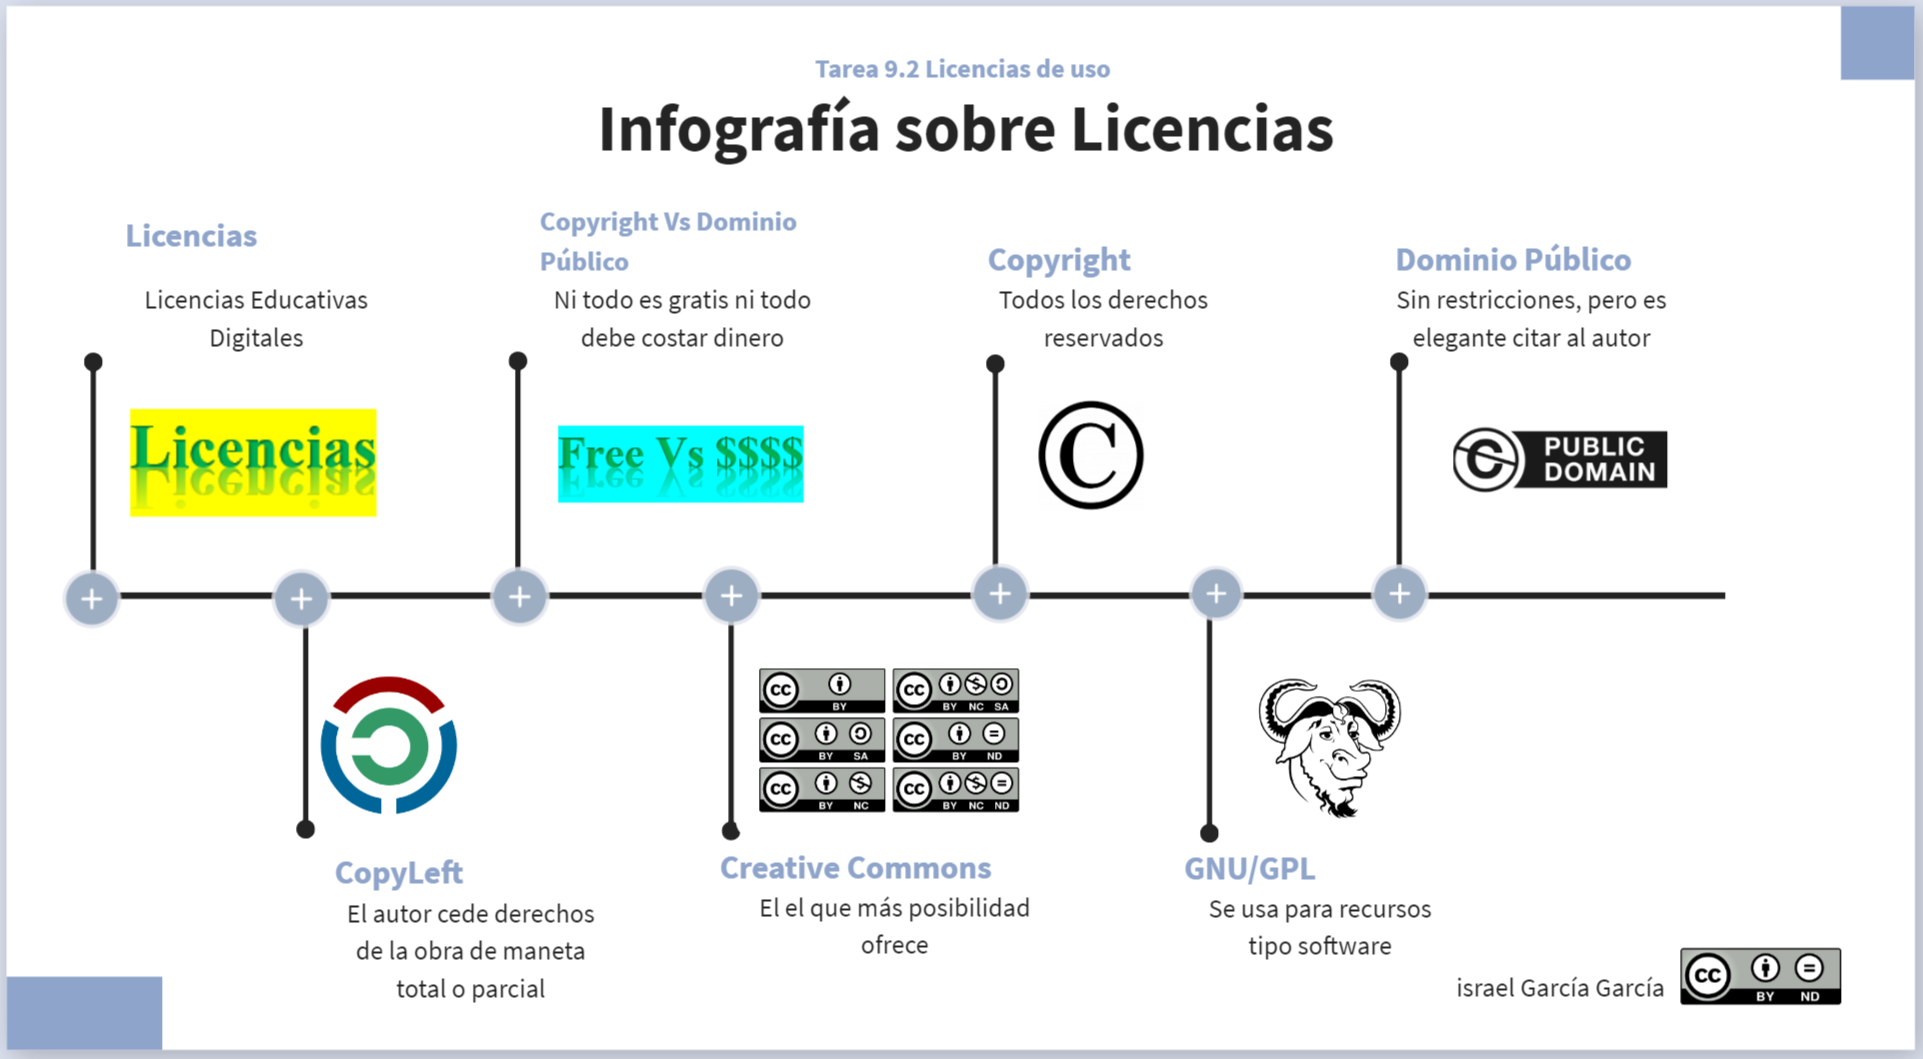 Tarea 9.2 Licencias de uso
Infografía sobre Licencias
Licencias
Licencias Educativas
Digitales
Licencias
Copyright Vs Dominio
Público
Ni todo es gratis ni todo
debe costar dinero
Free Vs $$$$
Copyright
Todos los derechos
reservados
C
Dominio Público
Sin restricciones, pero es
elegante citar al autor
PUBLIC
DOMAIN
CopyLeft
El autor cede derechos
de la obra de maneta
total o parcial
cc BY
cc BY NC SA
cc BY SA
cc BY ND
cc BY NC
cc BY NC ND
Creative Commons
El el que más posibilidad
ofrece
GNU/GPL
Se usa para recursos
tipo software
israel García García
cc BY ND